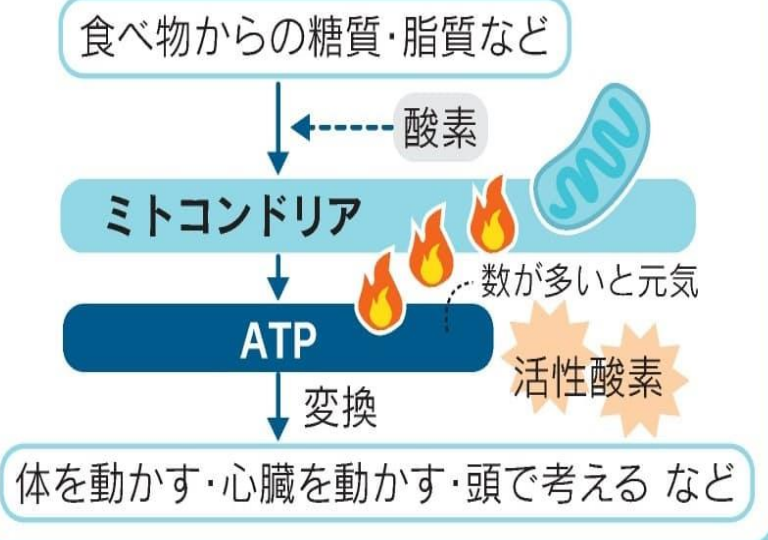 食べ物からの糖質・脂質など
酸素
ミトコンドリア
数が多いと元気
ATP
活性酸素
変換
体を動かす・心臓を動かす・頭で考える など